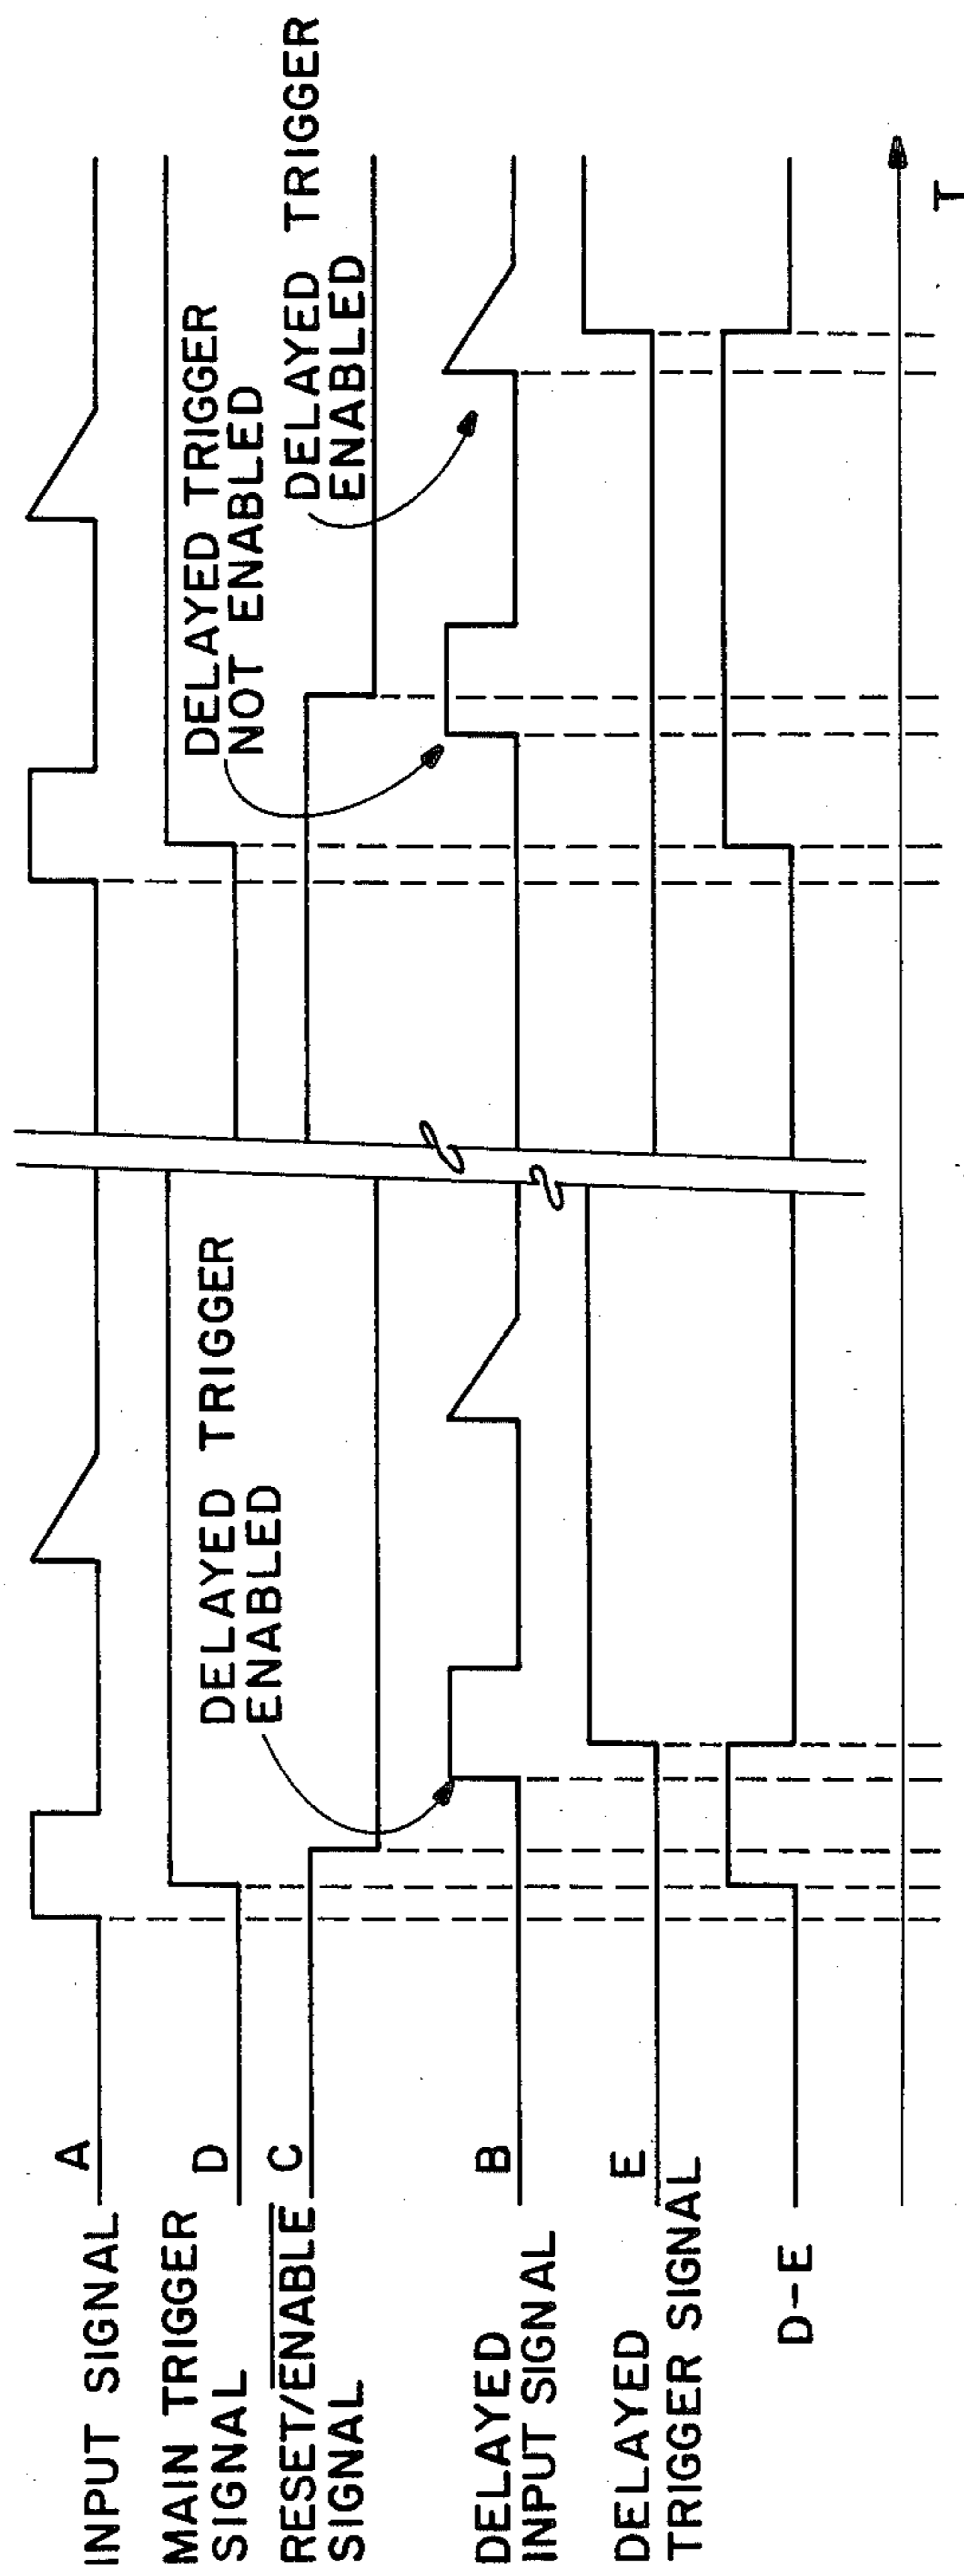 INPUT SIGNAL A
MAIN TRIGGER
SIGNAL D
RESET/ENABLE C
SIGNAL
DELAYED B
INPUT SIGNAL
DELAYED E
TRIGGER SIGNAL
D-E
DELAYED TRIGGER
ENABLED
DELAYED TRIGGER
NOT ENABLED
DELAYED TRIGGER
ENABLED
T